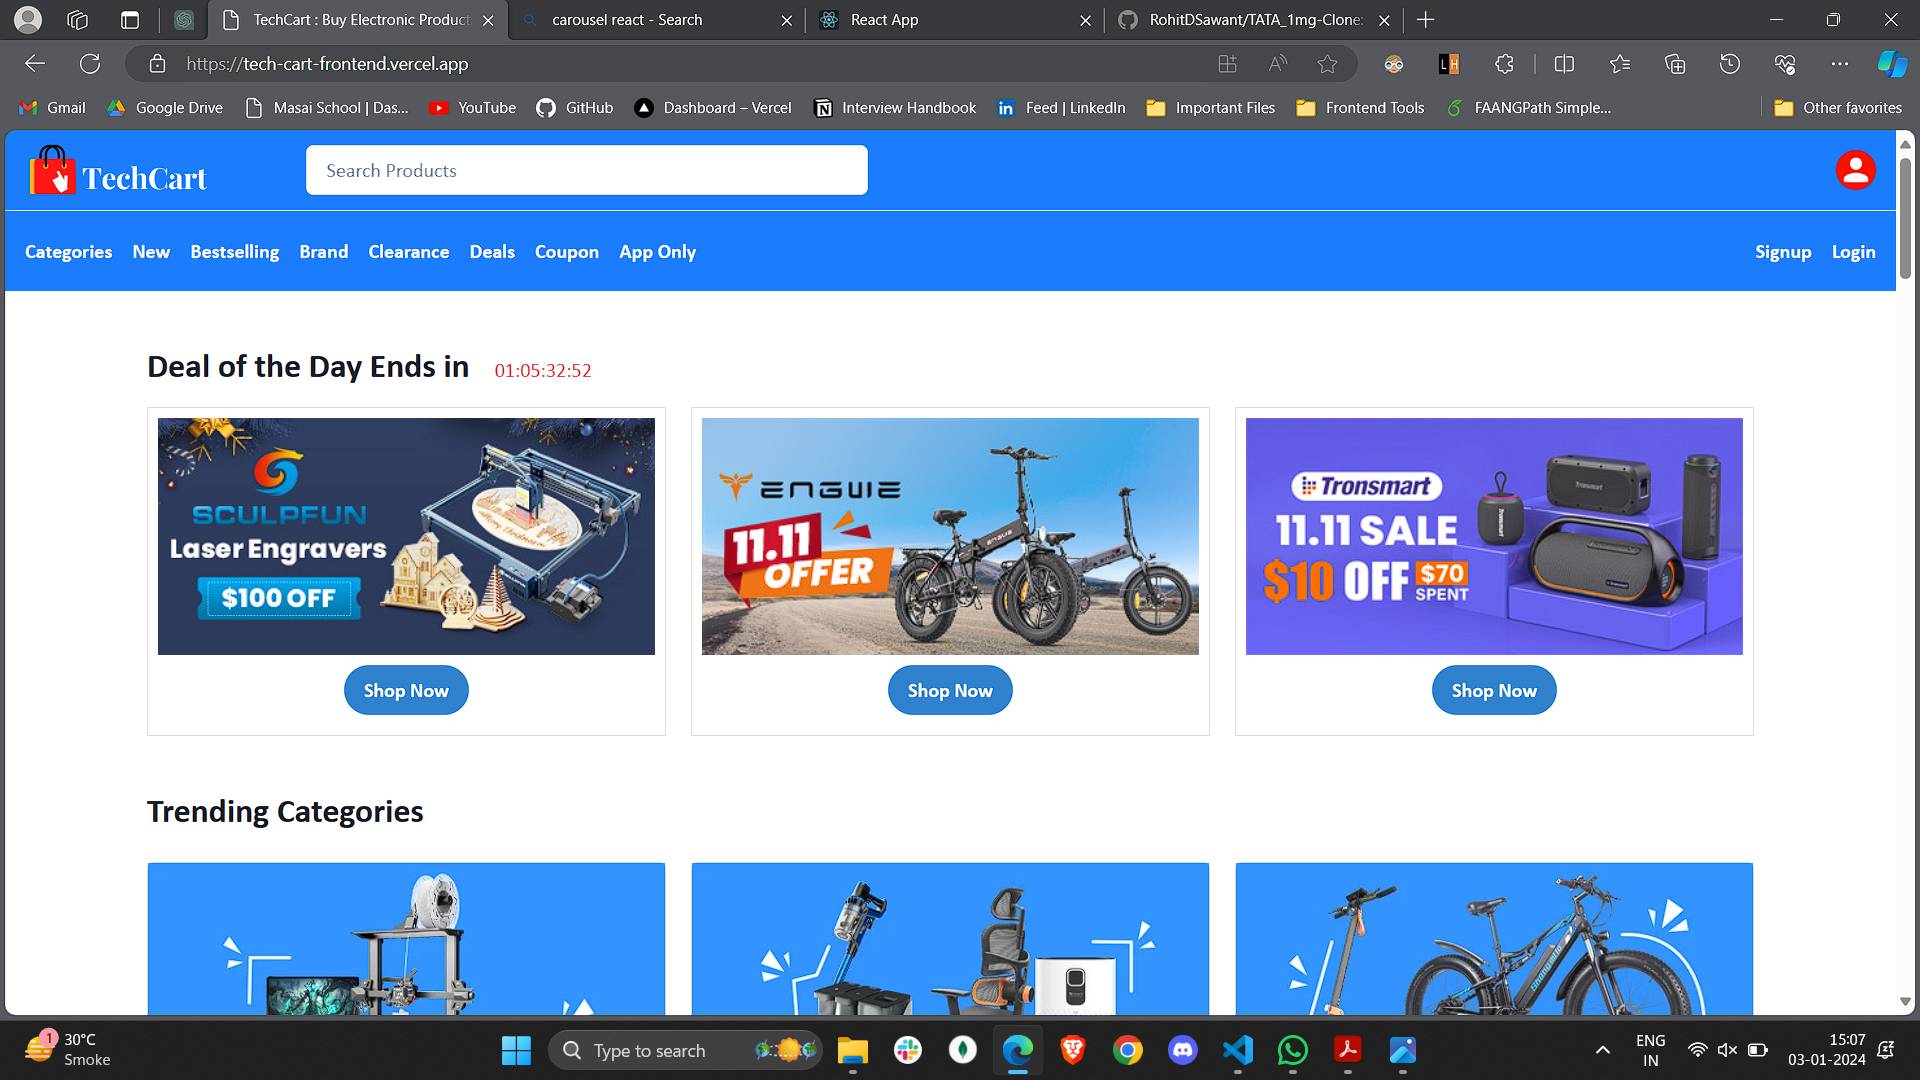 TechCart : Buy Electronic Product
carousel react - Search
React App
RohitDSawant/TATA_1mg-Clone:
https://tech-cart-frontend.vercel.app
LH
Gmail
Google Drive
Masai School | Das...
YouTube
GitHub
Dashboard – Vercel
Interview Handbook
Feed | LinkedIn
Important Files
Frontend Tools
FAANGPath Simple...
Other favorites
TechCart
Search Products
Categories New Bestselling Brand Clearance Deals Coupon App Only
Signup Login
Deal of the Day Ends in 01:05:32:52
SCULPFUN
Laser Engravers
$100 OFF
Shop Now
ENGWE
11.11
OFFER
Shop Now
Tronsmart
11.11 SALE
$10 OFF $70
SPENT
Shop Now
Trending Categories
1
30°C
Smoke
Type to search
ENG
IN
15:07
03-01-2024